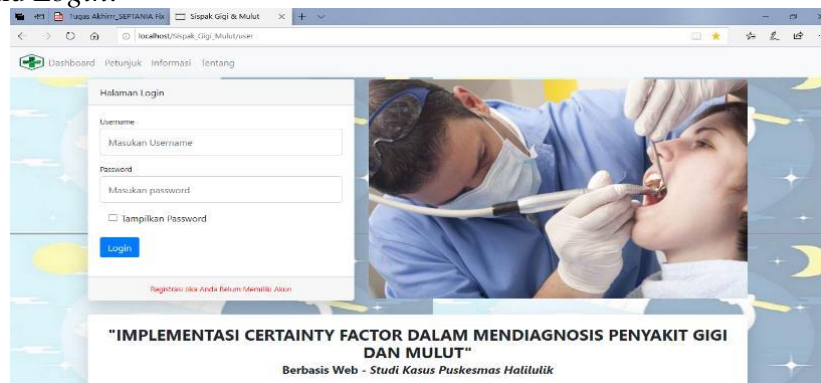 Login.
Tugas Akhirrr_SEPTANIA Fix
Sispak Gigi & Mulut
localhost/Sispak_Gigi_Mulut/user
Dashboard Petunjuk Informasi Tentang
Halaman Login
Username
Masukan Username
Password
Masukan password
Tampilkan Password
Login
Registrasi Jika Anda Belum Memiliki Akun
"IMPLEMENTASI CERTAINTY FACTOR DALAM MENDIAGNOSIS PENYAKIT GIGI
DAN MULUT"
Berbasis Web - Studi Kasus Puskesmas Halilulik